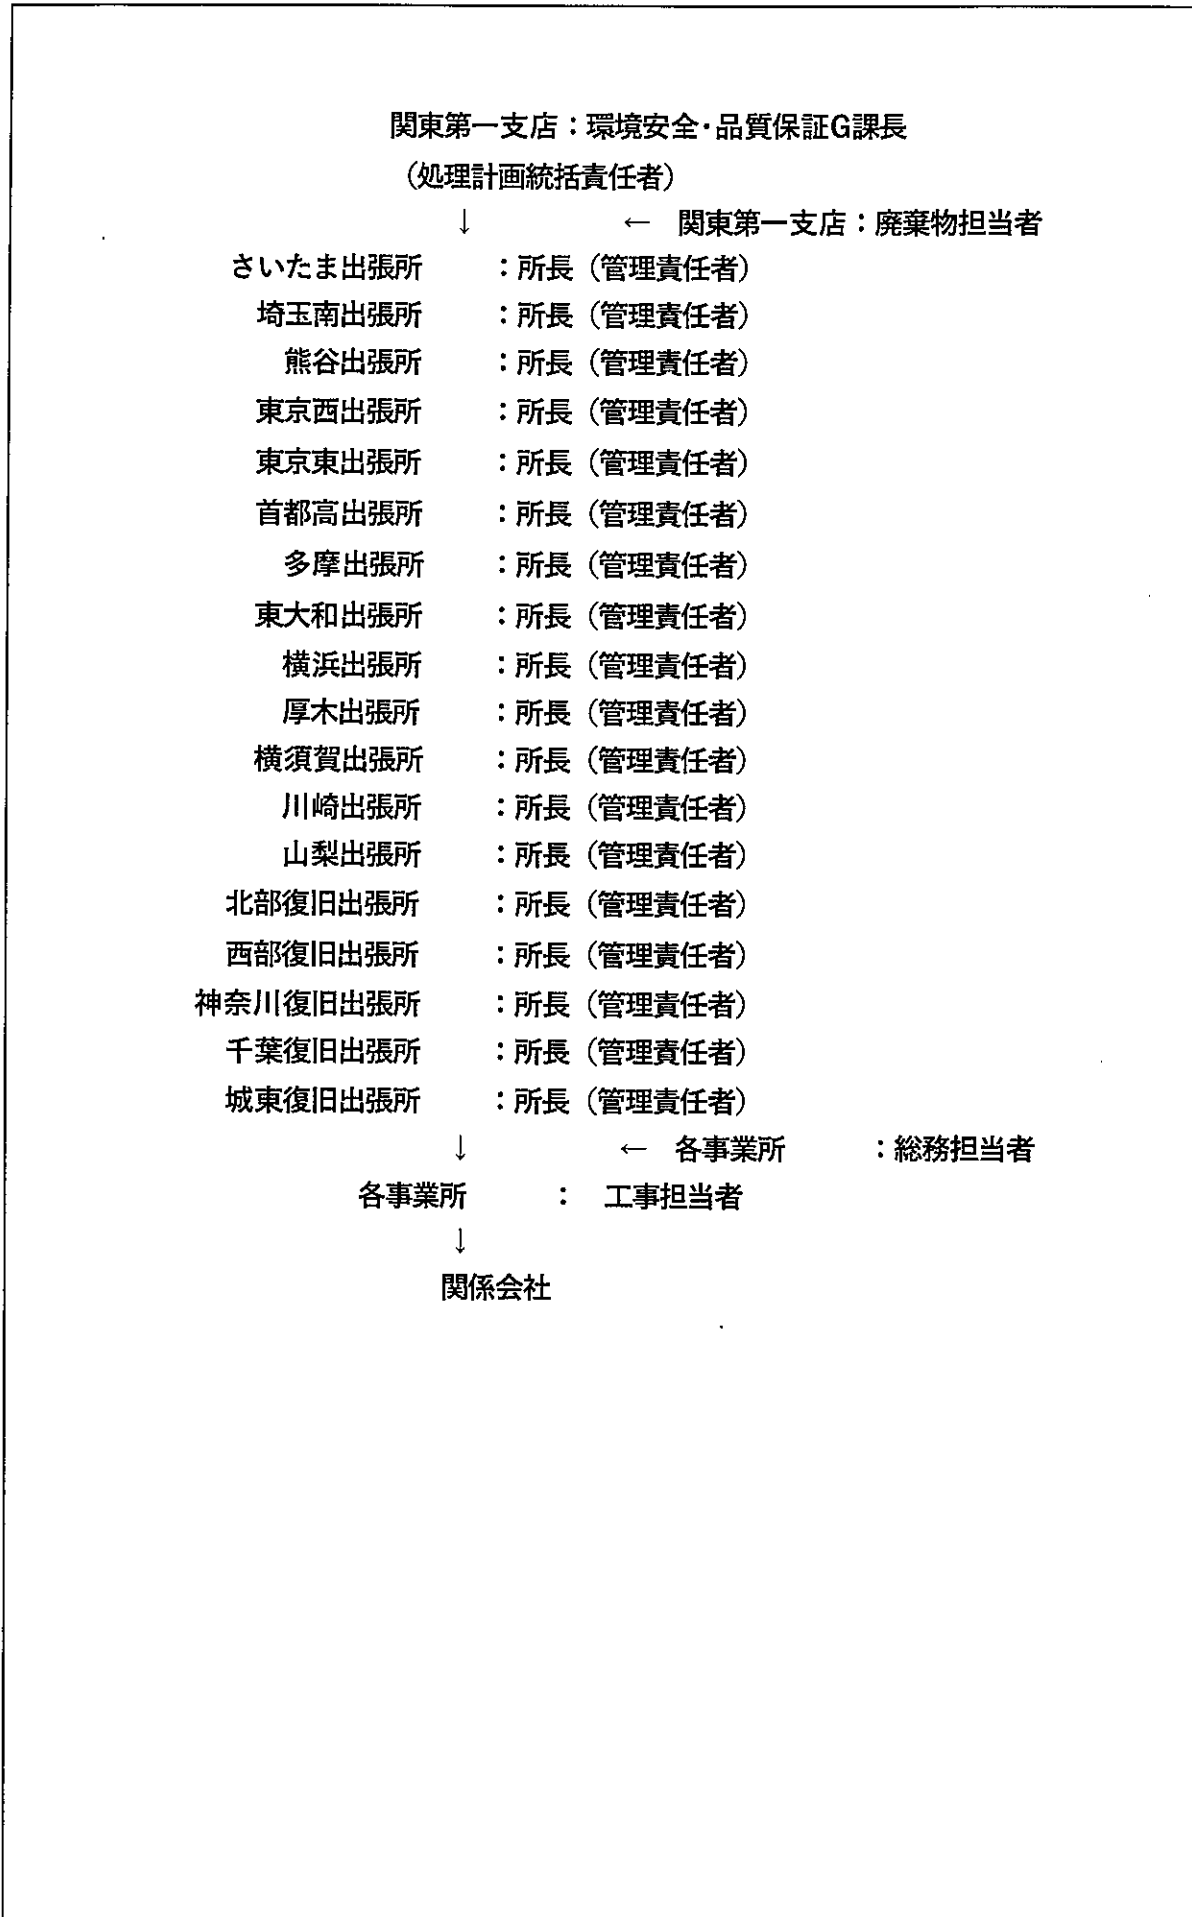 関東第一支店：環境安全・品質保証G課長
（処理計画統括責任者）
↓ ← 関東第一支店：廃棄物担当者
さいたま出張所 ：所長（管理責任者）
埼玉南出張所 ：所長（管理責任者）
熊谷出張所 ：所長（管理責任者）
東京西出張所 ：所長（管理責任者）
東京東出張所 ：所長（管理責任者）
首都高出張所 ：所長（管理責任者）
多摩出張所 ：所長（管理責任者）
東大和出張所 ：所長（管理責任者）
横浜出張所 ：所長（管理責任者）
厚木出張所 ：所長（管理責任者）
横須賀出張所 ：所長（管理責任者）
川崎出張所 ：所長（管理責任者）
山梨出張所 ：所長（管理責任者）
北部復旧出張所 ：所長（管理責任者）
西部復旧出張所 ：所長（管理責任者）
神奈川復旧出張所 ：所長（管理責任者）
千葉復旧出張所 ：所長（管理責任者）
城東復旧出張所 ：所長（管理責任者）
↓ ← 各事業所 ：総務担当者
各事業所 ： 工事担当者
↓
関係会社